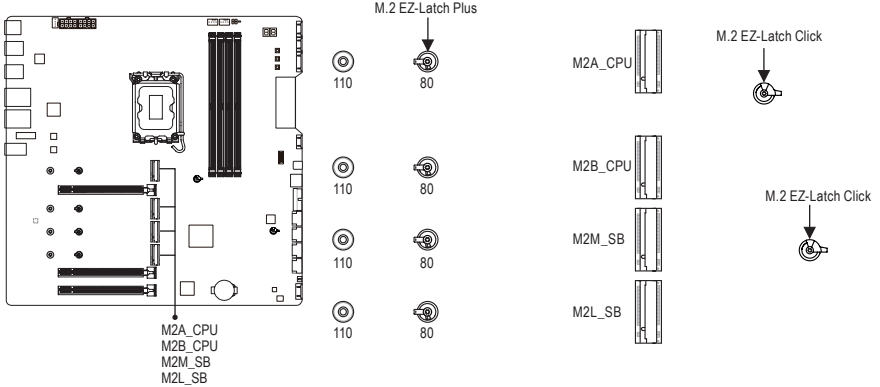 M.2 EZ-Latch Plus
110
80
M2A_CPU
M.2 EZ-Latch Click
110
80
M2B_CPU
M.2 EZ-Latch Click
110
80
M2M_SB
110
80
M2L_SB
M2A_CPU
M2B_CPU
M2M_SB
M2L_SB